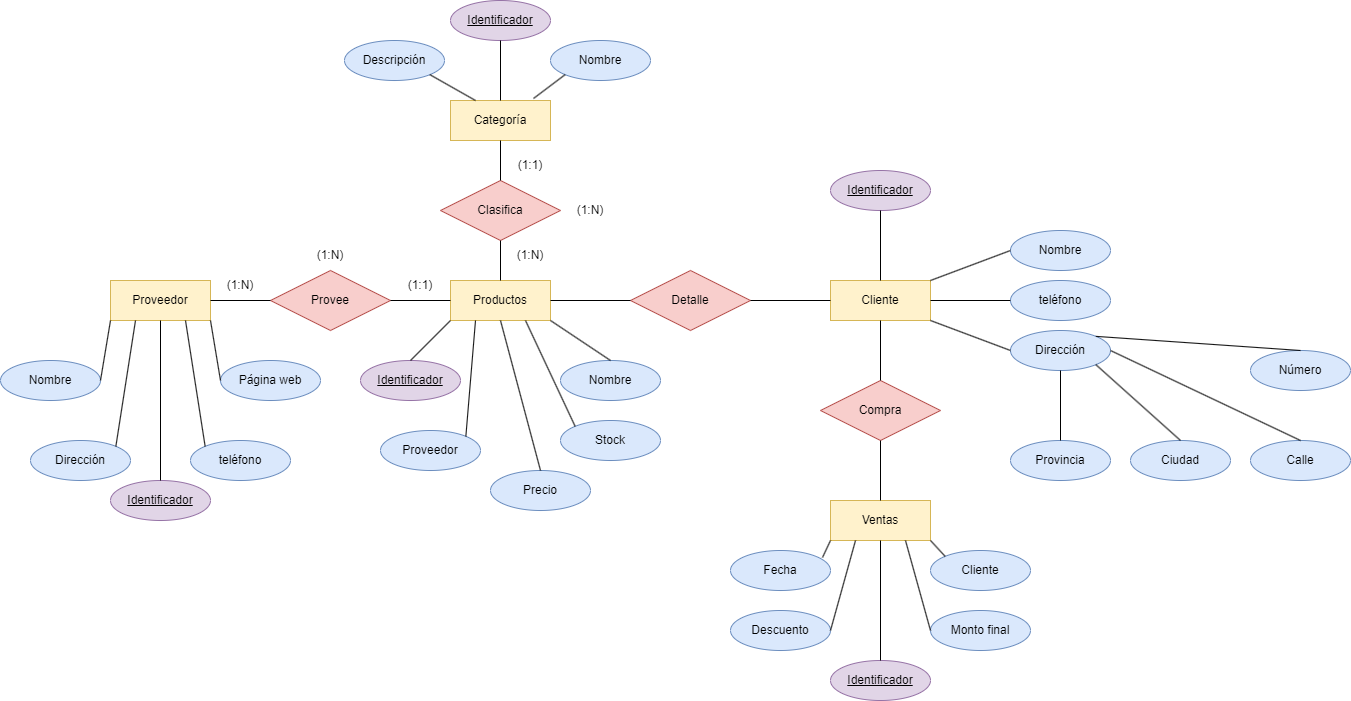 Identificador
Descripción
Nombre
Categoría
(1:1)
Clasifica
(1:N)
Identificador
(1:N)
(1:N)
Nombre
(1:N)
(1:1)
Proveedor
Provee
Productos
Detalle
Cliente
teléfono
Dirección
Número
Nombre
Página web
Identificador
Nombre
Compra
Stock
Proveedor
Dirección
teléfono
Provincia
Ciudad
Calle
Precio
Identificador
Ventas
Fecha
Cliente
Descuento
Monto final
Identificador